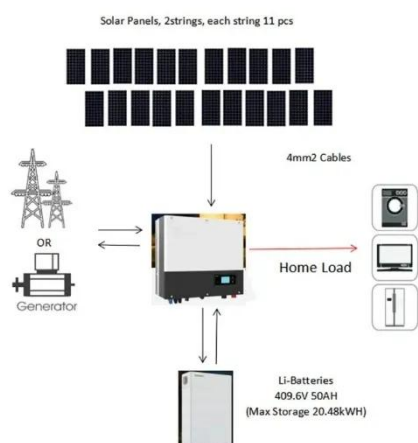 Solar Panels, 2strings, each string 11 pcs
4mm2 Cables
OR
Generator
Home Load
Li-Batteries
409.6V 50AH
(Max Storage 20.48kWH)